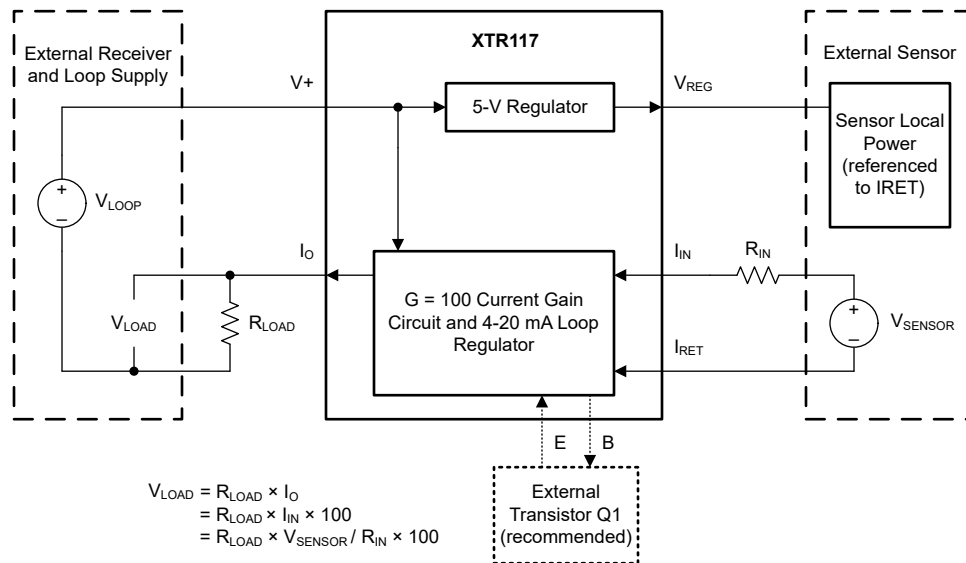 XTR117
External Receiver
and Loop Supply
External Sensor
V+
5-V Regulator
VREG
Sensor Local
Power
(referenced
to IRET)
+
VLOOP
–
IO
IIN
RIN
G = 100 Current Gain
Circuit and 4-20 mA Loop
Regulator
VLOAD
RLOAD
+
VSENSOR
–
IRET
E
B
VLOAD = RLOAD × IO
= RLOAD × IIN × 100
= RLOAD × VSENSOR / RIN × 100
External
Transistor Q1
(recommended)